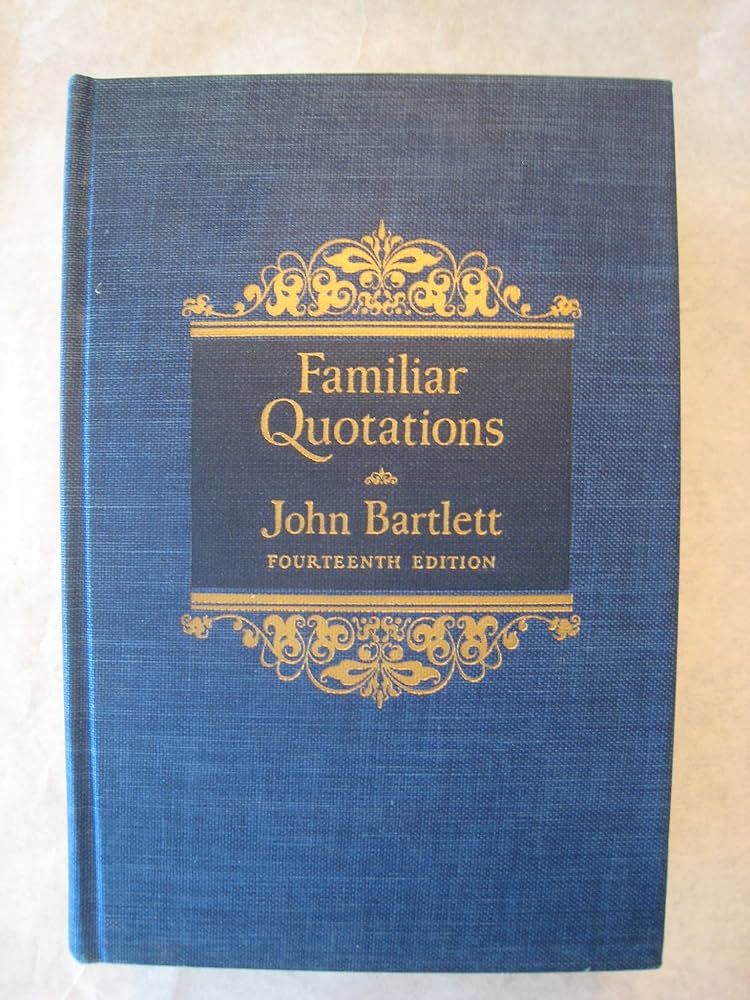 Familiar
Quotations
John Bartlett
FOURTEENTH EDITION